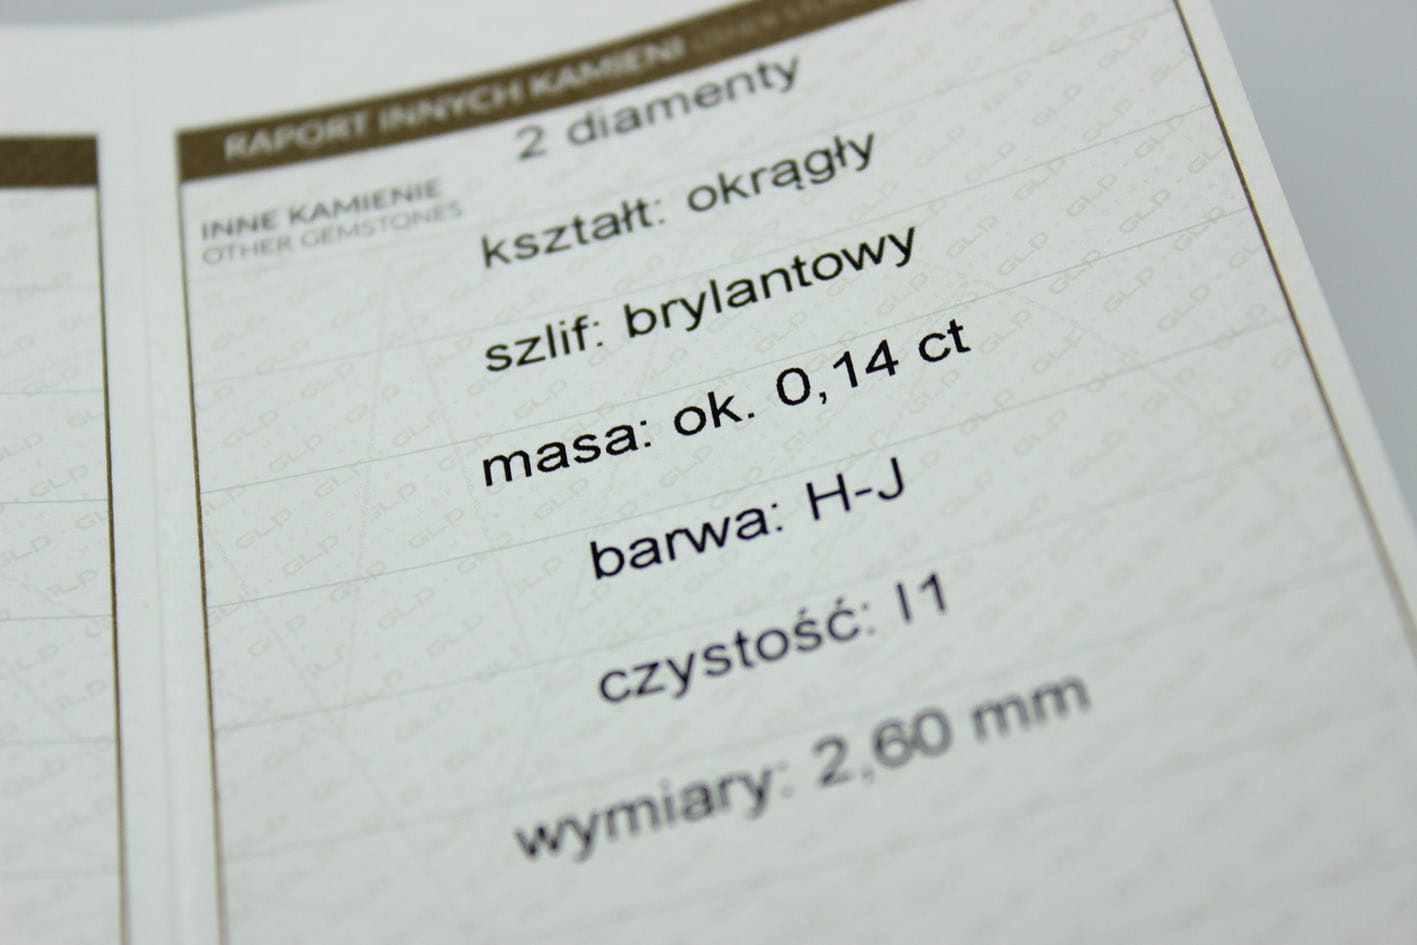 RAPORT INNYCH KAMIENI
2 diamenty
INNE KAMIENIE
OTHER GEMSTONES
kształt: okrągły
szlif: brylantowy
masa: ok. 0,14 ct
barwa: H-J
czystość: I1
wymiary: 2,60 mm